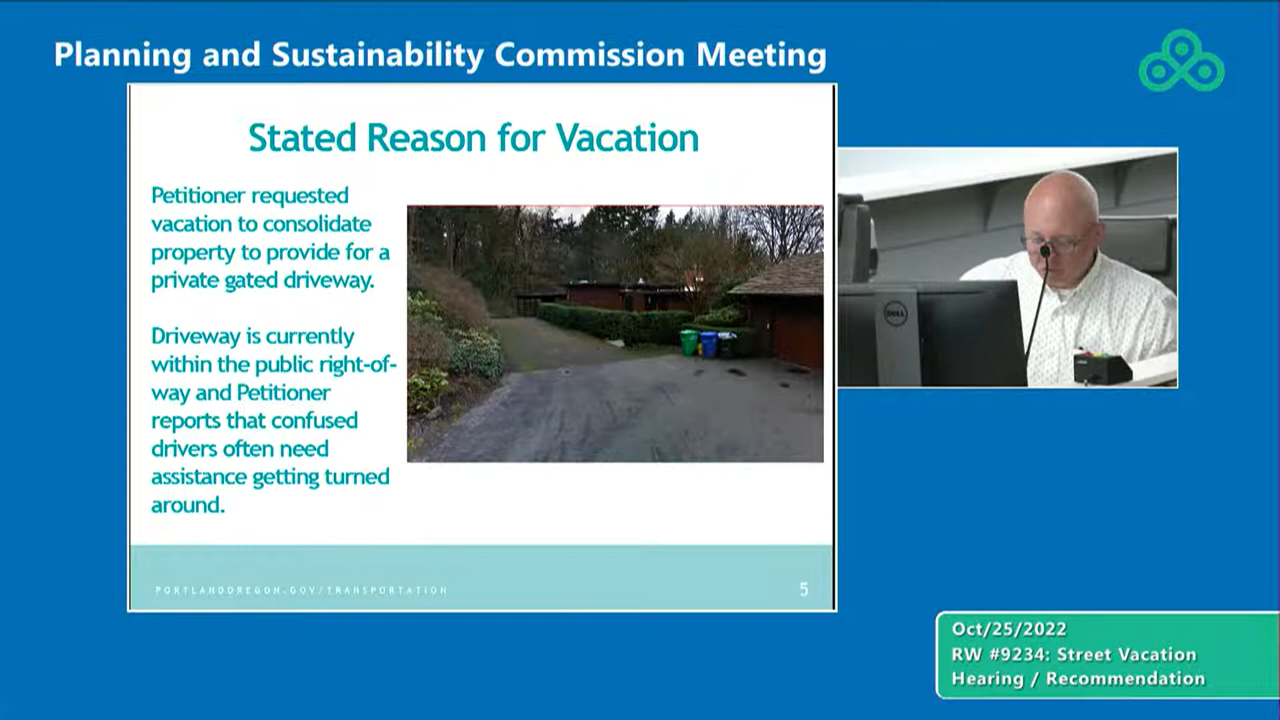 Planning and Sustainability Commission Meeting
Stated Reason for Vacation
Petitioner requested
vacation to consolidate
property to provide for a
private gated driveway.
Driveway is currently
within the public right-of-
way and Petitioner
reports that confused
drivers often need
assistance getting turned
around.
PORTLANDOREGON.GOV/TRANSPORTATION
5
DELL
Oct/25/2022
RW #9234: Street Vacation
Hearing / Recommendation